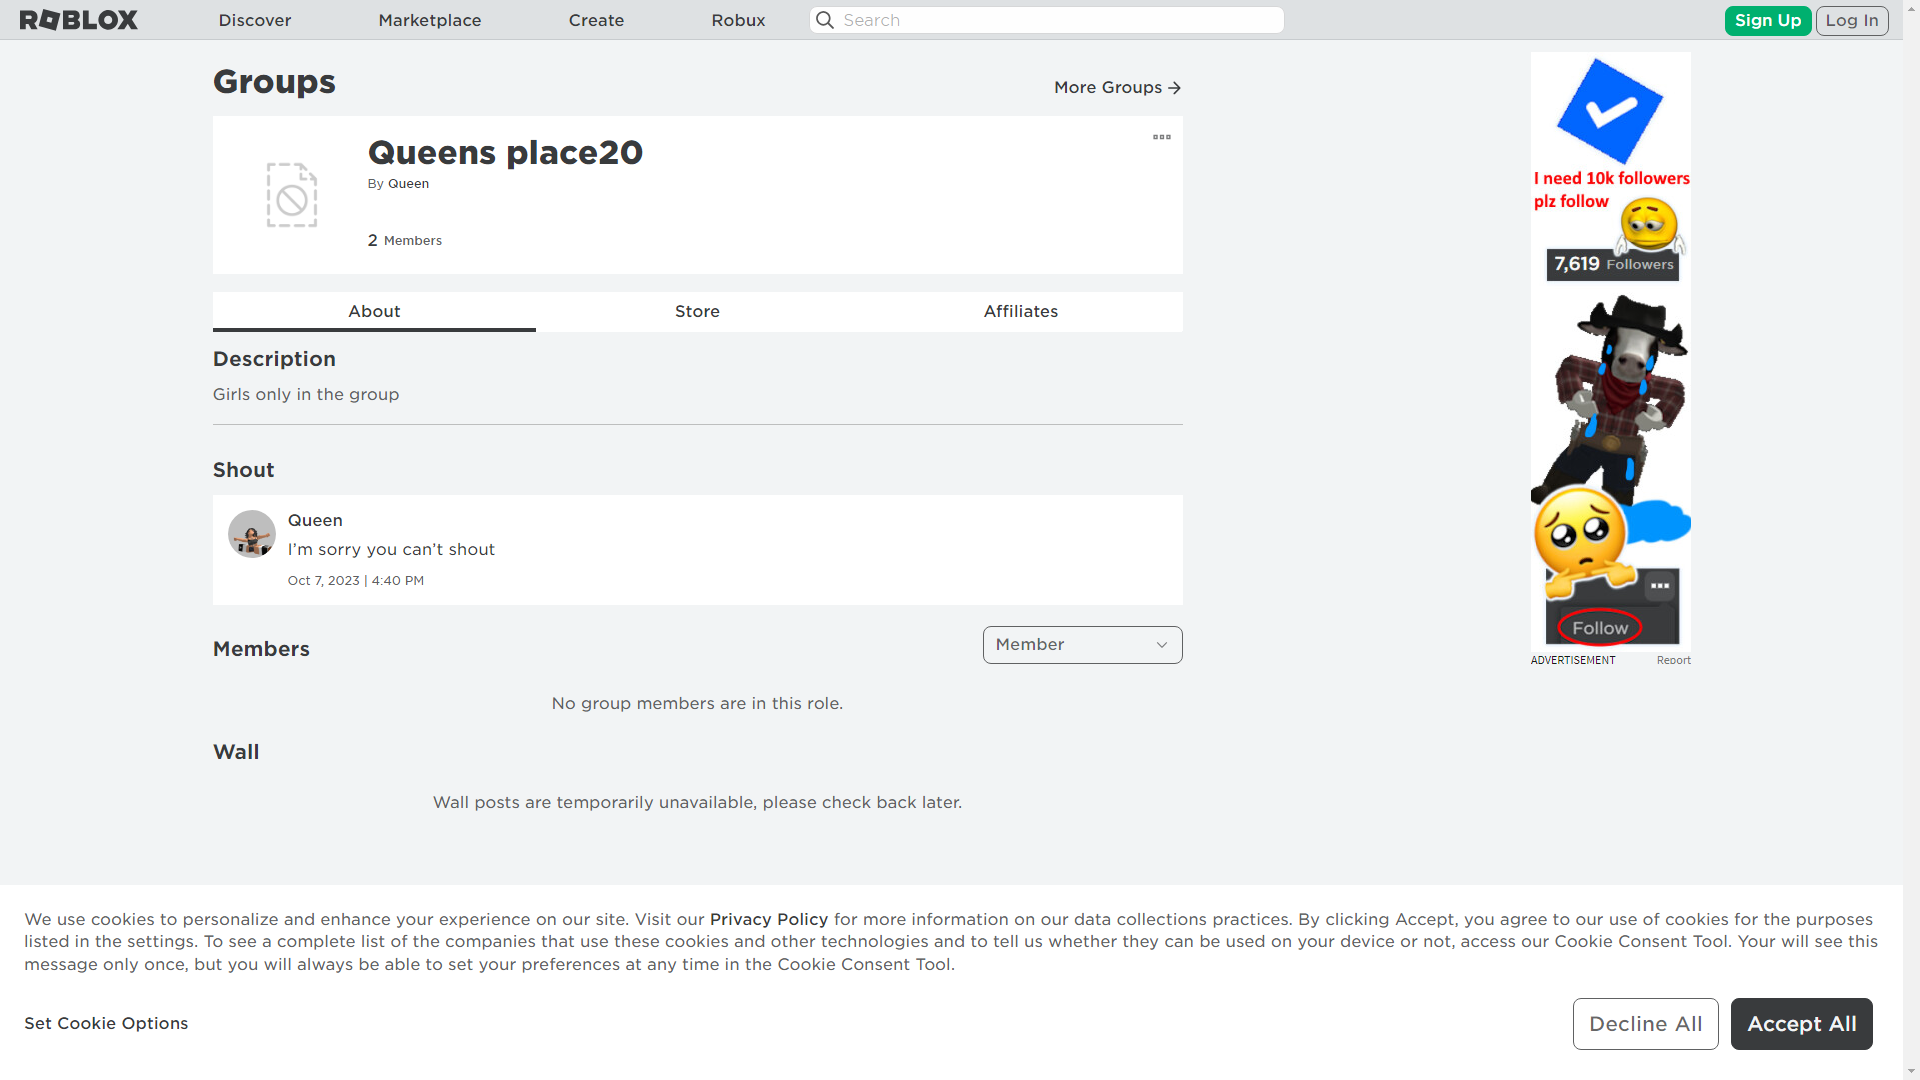 ROBLOX
Discover
Marketplace
Create
Robux
Search
Sign Up
Log In
Groups
More Groups
Queens place20
By Queen
2 Members
About
Store
Affiliates
Description
Girls only in the group
Shout
Queen
I'm sorry you can't shout
Oct 7, 2023 | 4:40 PM
Members
Member
No group members are in this role.
Wall
Wall posts are temporarily unavailable, please check back later.
I need 10k followers
plz follow
7,619 Followers
Follow
ADVERTISEMENT
Report
We use cookies to personalize and enhance your experience on our site. Visit our Privacy Policy for more information on our data collections practices. By clicking Accept, you agree to our use of cookies for the purposes
listed in the settings. To see a complete list of the companies that use these cookies and other technologies and to tell us whether they can be used on your device or not, access our Cookie Consent Tool. Your will see this
message only once, but you will always be able to set your preferences at any time in the Cookie Consent Tool.
Set Cookie Options
Decline All
Accept All